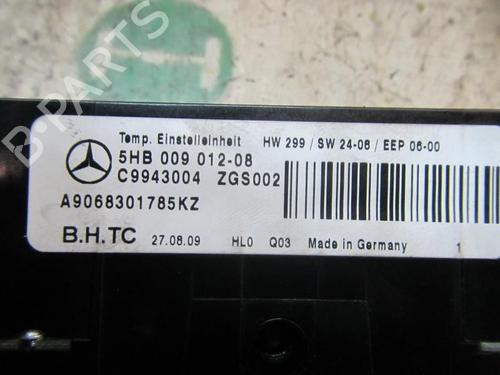 Temp. Einstelleinheit HW 299 / SW 24-08 / EEP 06-00
5HB 009 012-08
C9943004 ZGS002
A9068301785KZ
B.H.TC 27.08.09 HL0 Q03 Made in Germany 1